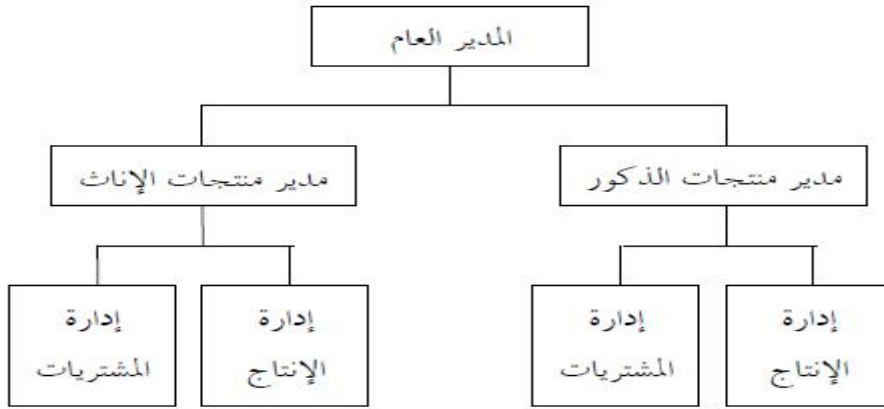 المدير العام
مدير منتجات الذكور
مدير منتجات الإناث
إدارة
الإنتاج
إدارة
المشتريات
إدارة
الإنتاج
إدارة
المشتريات